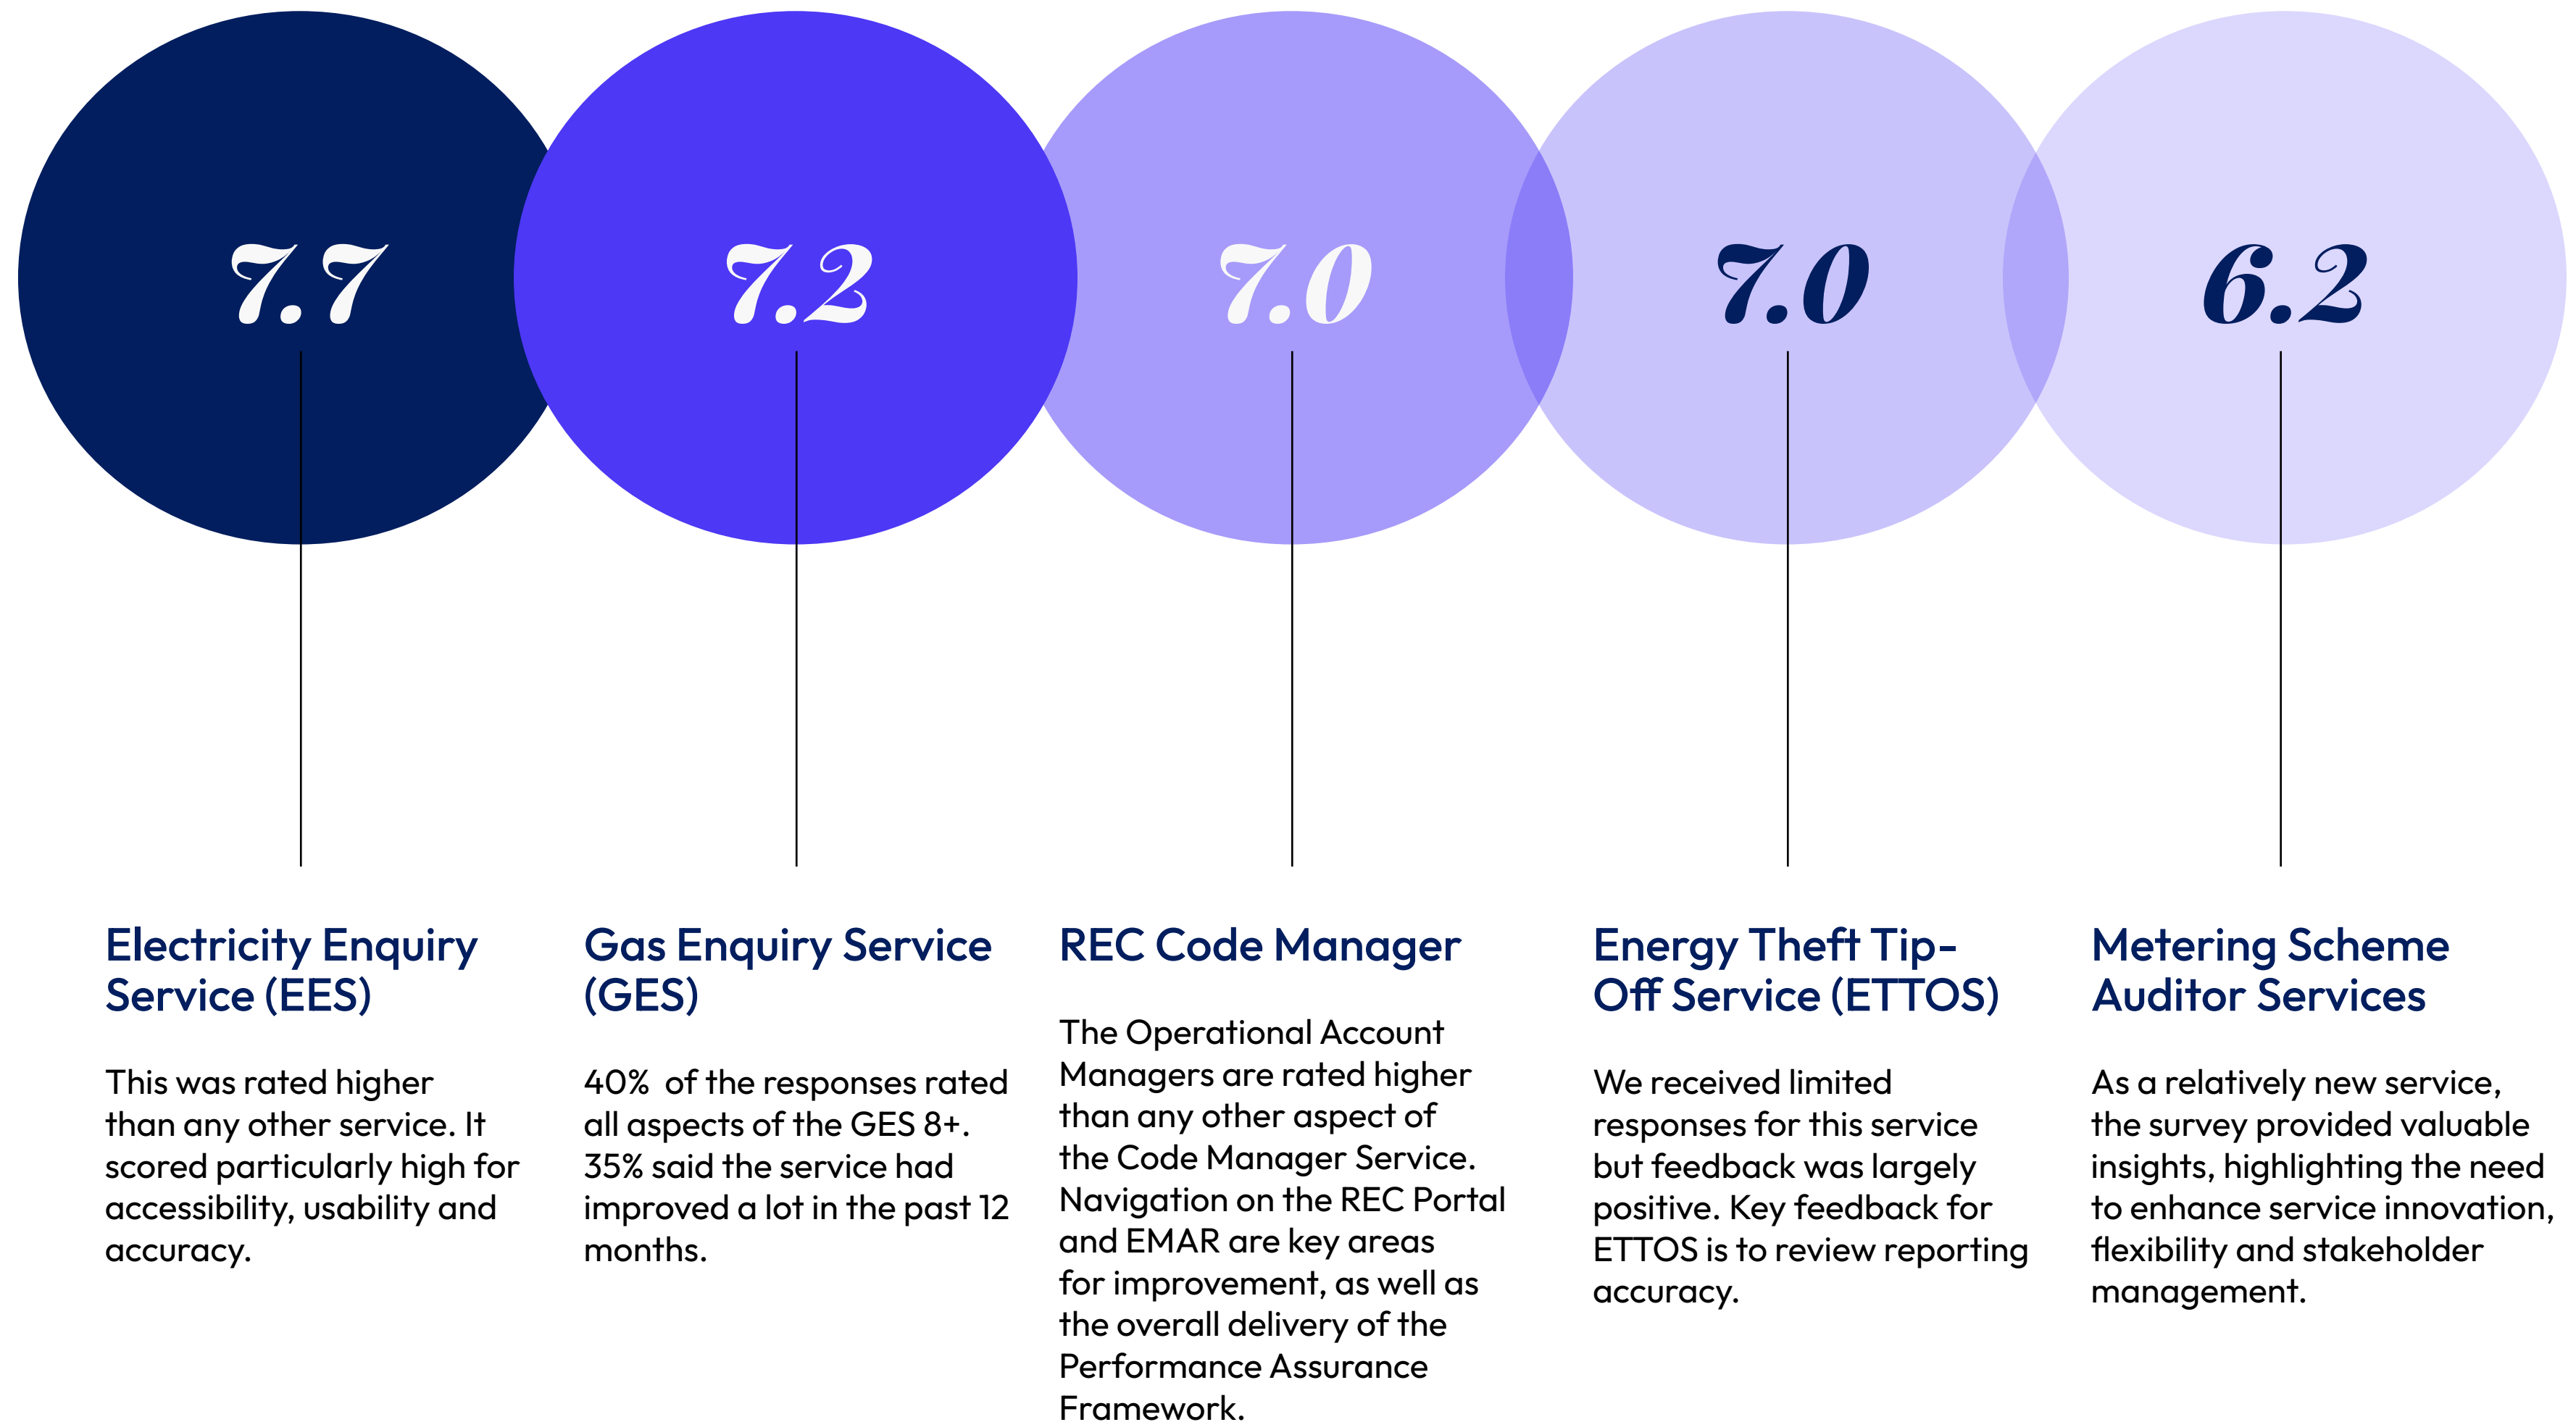 7.7
7.2
7.0
7.0
6.2
Electricity Enquiry
Service (EES)
This was rated higher
than any other service. It
scored particularly high for
accessibility, usability and
accuracy.
Gas Enquiry Service
(GES)
40%  of the responses rated
all aspects of the GES 8+.
35% said the service had
improved a lot in the past 12
months.
REC Code Manager
The Operational Account
Managers are rated higher
than any other aspect of
the Code Manager Service.
Navigation on the REC Portal
and EMAR are key areas
for improvement, as well as
the overall delivery of the
Performance Assurance
Framework.
Energy Theft Tip-
Off Service (ETTOS)
We received limited
responses for this service
but feedback was largely
positive. Key feedback for
ETTOS is to review reporting
accuracy.
Metering Scheme
Auditor Services
As a relatively new service,
the survey provided valuable
insights, highlighting the need
to enhance service innovation,
flexibility and stakeholder
management.